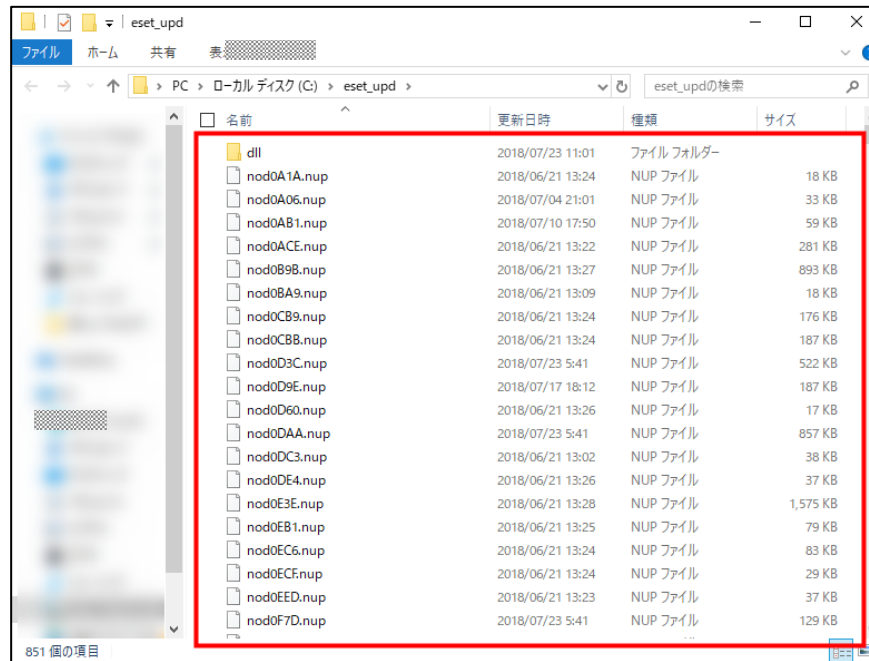 eset_upd
ファイル ホーム 共有 表
PC > ローカル ディスク (C:) > eset_upd > eset_updの検索
名前 更新日時 種類 サイズ
dll 2018/07/23 11:01 ファイル フォルダー
nod0A1A.nup 2018/06/21 13:24 NUP ファイル 18 KB
nod0A06.nup 2018/07/04 21:01 NUP ファイル 33 KB
nod0AB1.nup 2018/07/10 17:50 NUP ファイル 59 KB
nod0ACE.nup 2018/06/21 13:22 NUP ファイル 281 KB
nod0B9B.nup 2018/06/21 13:27 NUP ファイル 893 KB
nod0BA9.nup 2018/06/21 13:09 NUP ファイル 18 KB
nod0CB9.nup 2018/06/21 13:24 NUP ファイル 176 KB
nod0CBB.nup 2018/06/21 13:24 NUP ファイル 187 KB
nod0D3C.nup 2018/07/23 5:41 NUP ファイル 522 KB
nod0D9E.nup 2018/07/17 18:12 NUP ファイル 187 KB
nod0D60.nup 2018/06/21 13:26 NUP ファイル 17 KB
nod0DAA.nup 2018/07/23 5:41 NUP ファイル 857 KB
nod0DC3.nup 2018/06/21 13:02 NUP ファイル 38 KB
nod0DE4.nup 2018/06/21 13:26 NUP ファイル 37 KB
nod0E3E.nup 2018/06/21 13:28 NUP ファイル 1,575 KB
nod0EB1.nup 2018/06/21 13:25 NUP ファイル 79 KB
nod0EC6.nup 2018/06/21 13:24 NUP ファイル 83 KB
nod0ECF.nup 2018/06/21 13:24 NUP ファイル 29 KB
nod0EED.nup 2018/06/21 13:23 NUP ファイル 37 KB
nod0F7D.nup 2018/07/23 5:41 NUP ファイル 129 KB
851 個の項目